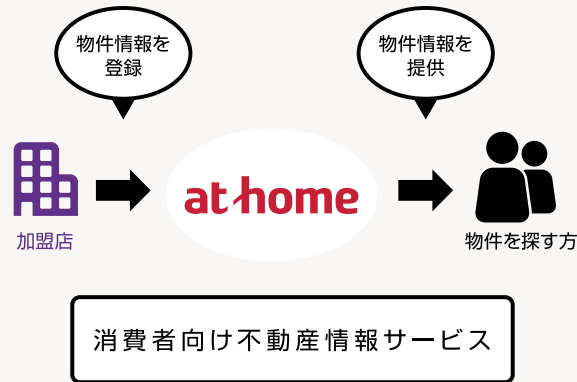 物件情報を
登録
物件情報を
提供
at home
加盟店
物件を探す方
消費者向け不動産情報サービス